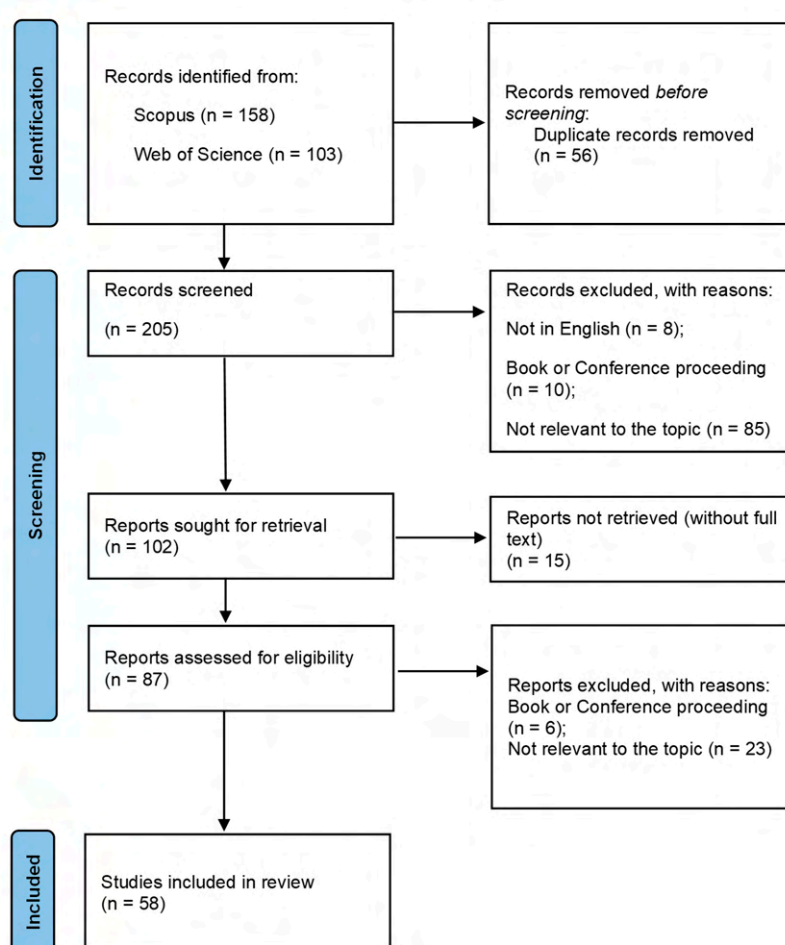 Identification
Records identified from:
Scopus (n = 158)
Web of Science (n = 103)
Records removed before
screening:
Duplicate records removed
(n = 56)
Screening
Records screened
(n = 205)
Records excluded, with reasons:
Not in English (n = 8);
Book or Conference proceeding
(n = 10);
Not relevant to the topic (n = 85)
Reports sought for retrieval
(n = 102)
Reports not retrieved (without full
text)
(n = 15)
Reports assessed for eligibility
(n = 87)
Reports excluded, with reasons:
Book or Conference proceeding
(n = 6);
Not relevant to the topic (n = 23)
Included
Studies included in review
(n = 58)